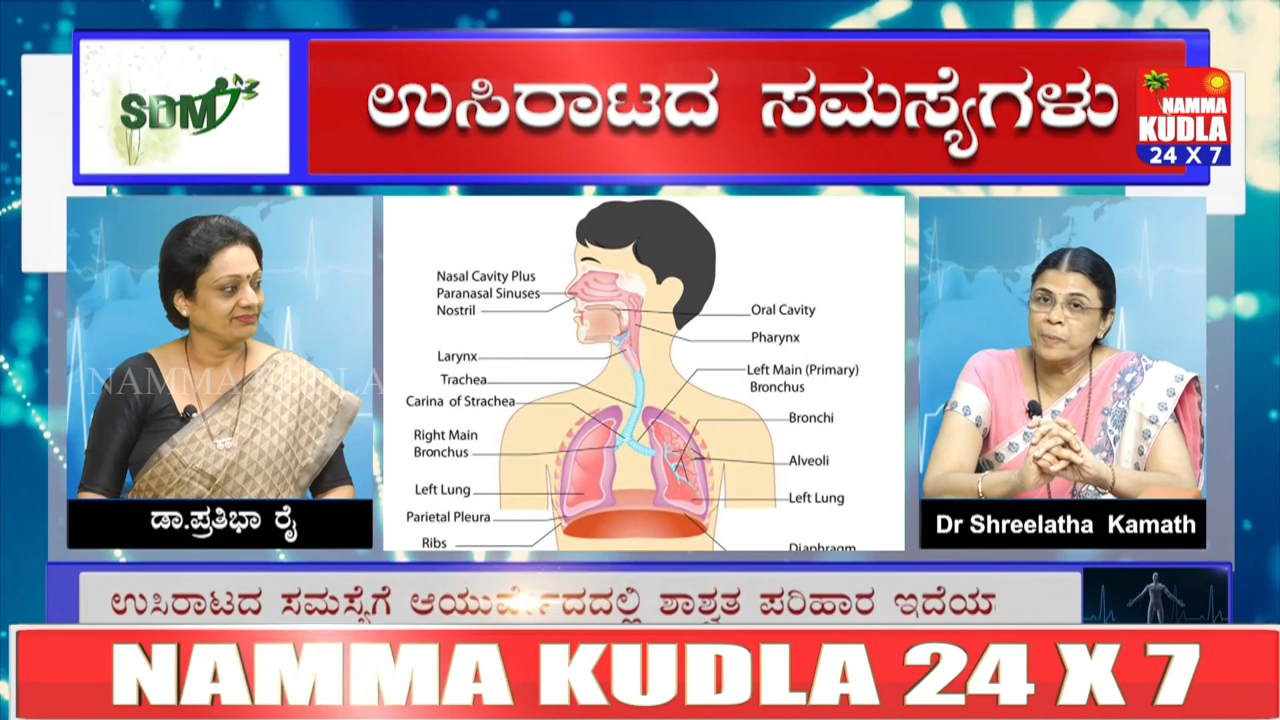 SDM
ಉಸಿರಾಟದ ಸಮಸ್ಯೆಗಳು
NAMMA
KUDLA
24 X 7
Nasal Cavity Plus
Paranasal Sinuses
Nostril
Larynx
Trachea
Carina of Strachea
Right Main
Bronchus
Left Lung
Parietal Pleura
Ribs
Oral Cavity
Pharynx
Left Main (Primary)
Bronchus
Bronchi
Alveoli
Left Lung
Diaphragm
NAMMA KUDLA
ಡಾ.ಪ್ರತಿಭಾ ರೈ
Dr Shreelatha Kamath
ಉಸಿರಾಟದ ಸಮಸ್ಯೆಗೆ ಆಯುರ್ವೇದದಲ್ಲಿ ಶಾಶ್ವತ ಪರಿಹಾರ ಇದೆಯ
NAMMA KUDLA 24 X 7